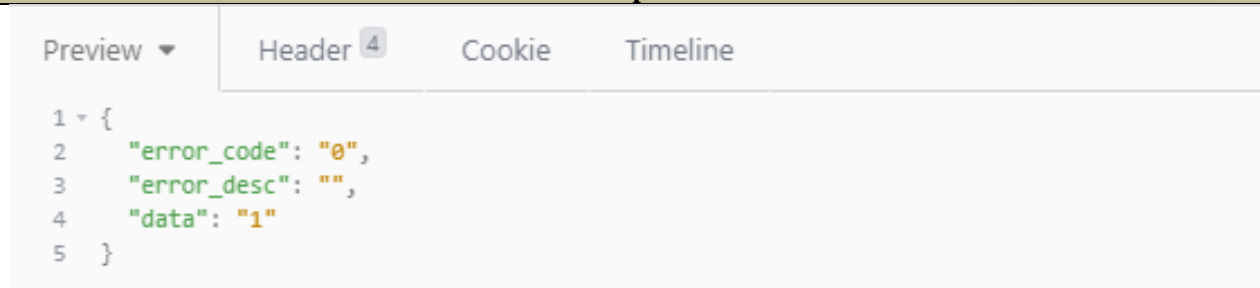 Preview Header 4 Cookie Timeline
1 {
2 "error_code": "0",
3 "error_desc": "",
4 "data": "1"
5 }